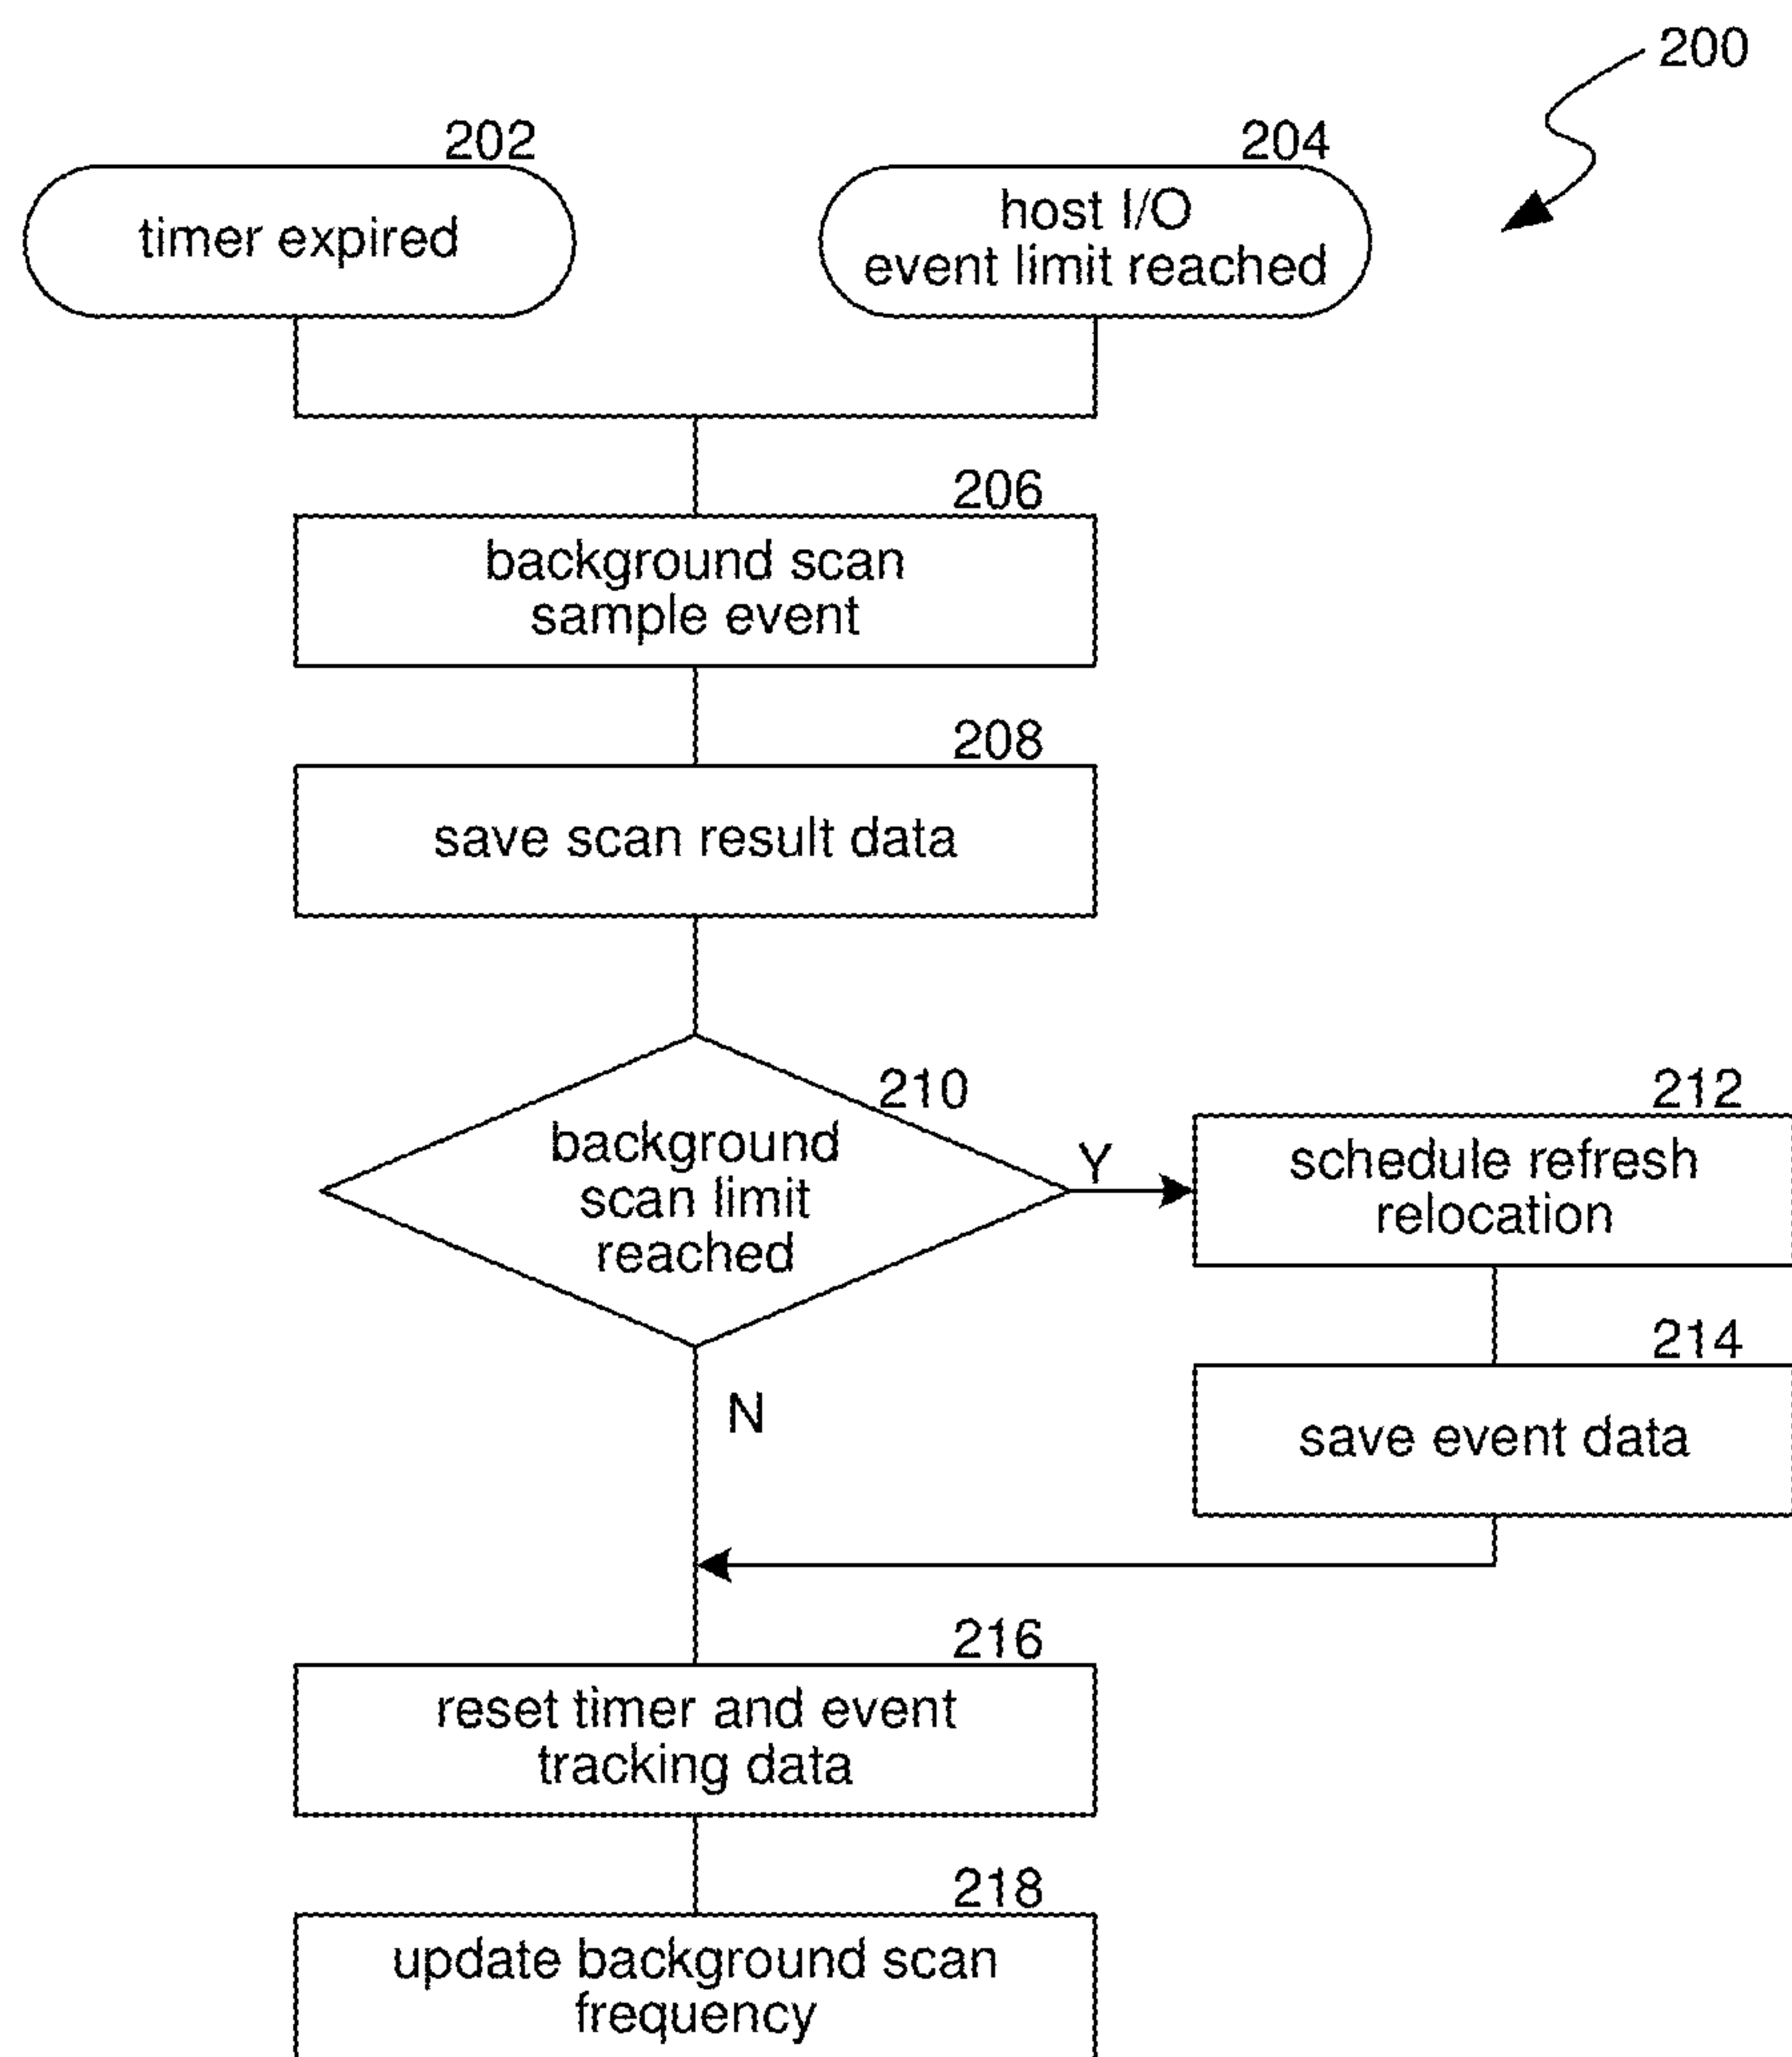 200
202
timer expired
204
host I/O
event limit reached
206
background scan
sample event
208
save scan result data
210
background
scan limit
reached
Y
212
schedule refresh
relocation
214
save event data
N
216
reset timer and event
tracking data
218
update background scan
frequency